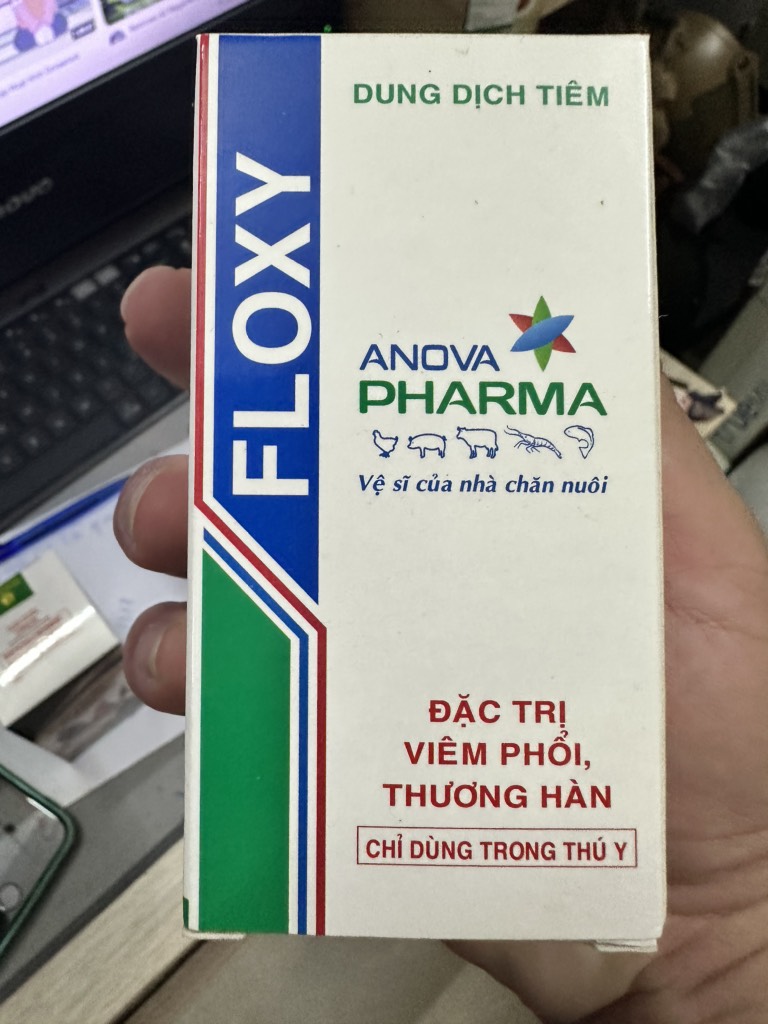 DUNG DỊCH TIÊM
FLOXY
ANOVA
PHARMA
Vệ sĩ của nhà chăn nuôi
ĐẶC TRỊ
VIÊM PHỔI,
THƯƠNG HÀN
CHỈ DÙNG TRONG THÚ Y